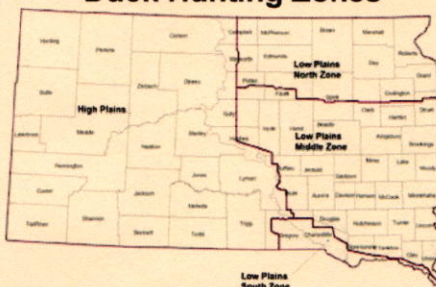 Duck Hunting Zones
Harding
Perkins
Corson
Campbell
McPherson
Brown
Marshall
Roberts
Walworth
Edmunds
Day
Grant
Low Plains
North Zone
Potter
Faulk
Spink
Codington
Butte
Ziebach
Dewey
High Plains
Sully
Clark
Hamlin
Deuel
Meade
Haakon
Stanley
Hughes
Hyde
Hand
Beadle
Kingsbury
Brookings
Low Plains
Middle Zone
Lawrence
Pennington
Jones
Lyman
Buffalo
Jerauld
Sanborn
Miner
Lake
Moody
Custer
Jackson
Mellette
Brule
Aurora
Davison
Hanson
McCook
Minnehaha
Fall River
Shannon
Bennett
Todd
Tripp
Gregory
Charles Mix
Douglas
Hutchinson
Turner
Lincoln
Bon Homme
Yankton
Clay
Low Plains
South Zone